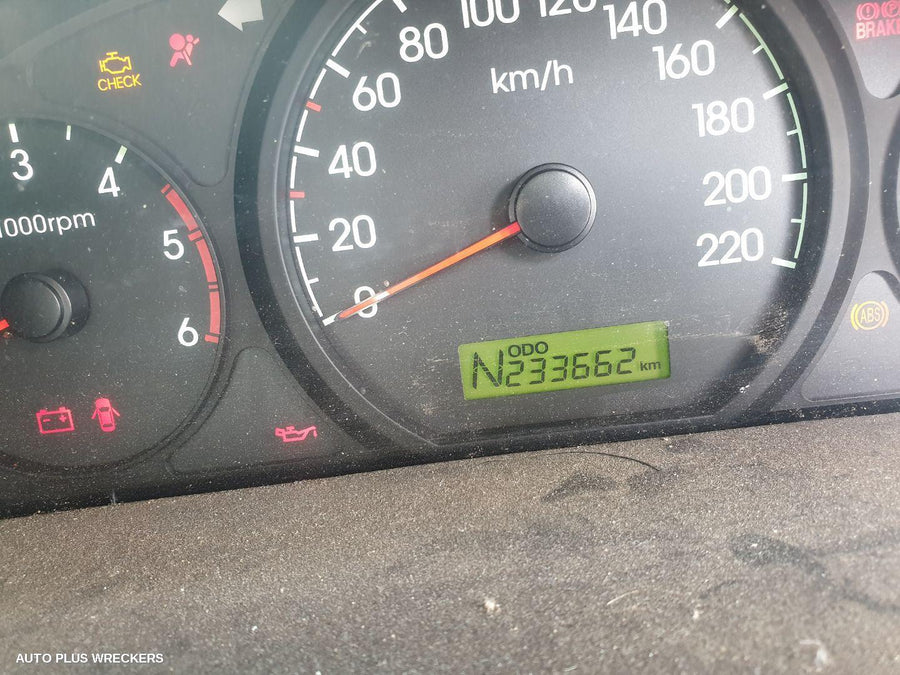 100 120
80 140
BRAKE
CHECK
60 km/h 160
3 4
40 180
1000rpm
5
20 200
0 220
6
ABS
ODO
N 233662 km
AUTO PLUS WRECKERS